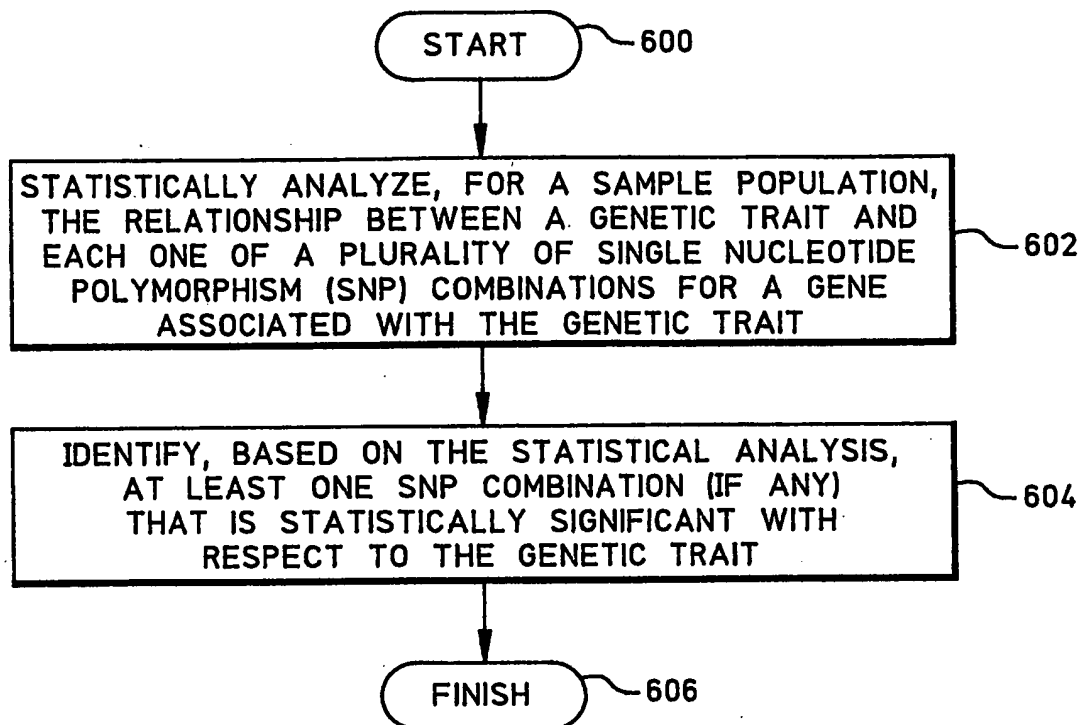 START
600
STATISTICALLY ANALYZE, FOR A SAMPLE POPULATION,
THE RELATIONSHIP BETWEEN A GENETIC TRAIT AND
EACH ONE OF A PLURALITY OF SINGLE NUCLEOTIDE
POLYMORPHISM (SNP) COMBINATIONS FOR A GENE
ASSOCIATED WITH THE GENETIC TRAIT
602
IDENTIFY, BASED ON THE STATISTICAL ANALYSIS,
AT LEAST ONE SNP COMBINATION (IF ANY)
THAT IS STATISTICALLY SIGNIFICANT WITH
RESPECT TO THE GENETIC TRAIT
604
FINISH
606